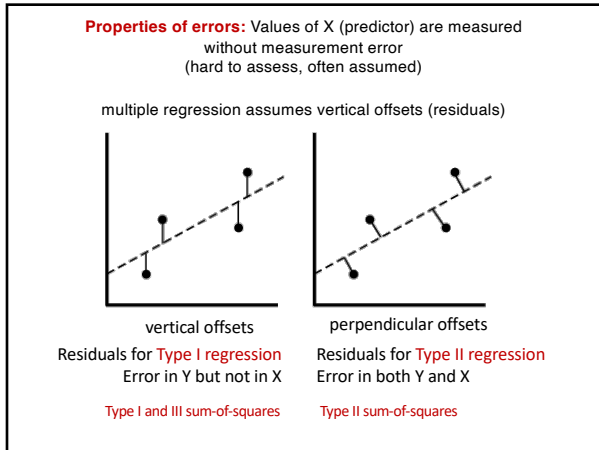 Properties of errors: Values of X (predictor) are measured
without measurement error
(hard to assess, often assumed)
multiple regression assumes vertical offsets (residuals)
vertical offsets
Residuals for Type I regression
Error in Y but not in X
Type I and III sum-of-squares
perpendicular offsets
Residuals for Type II regression
Error in both Y and X
Type II sum-of-squares